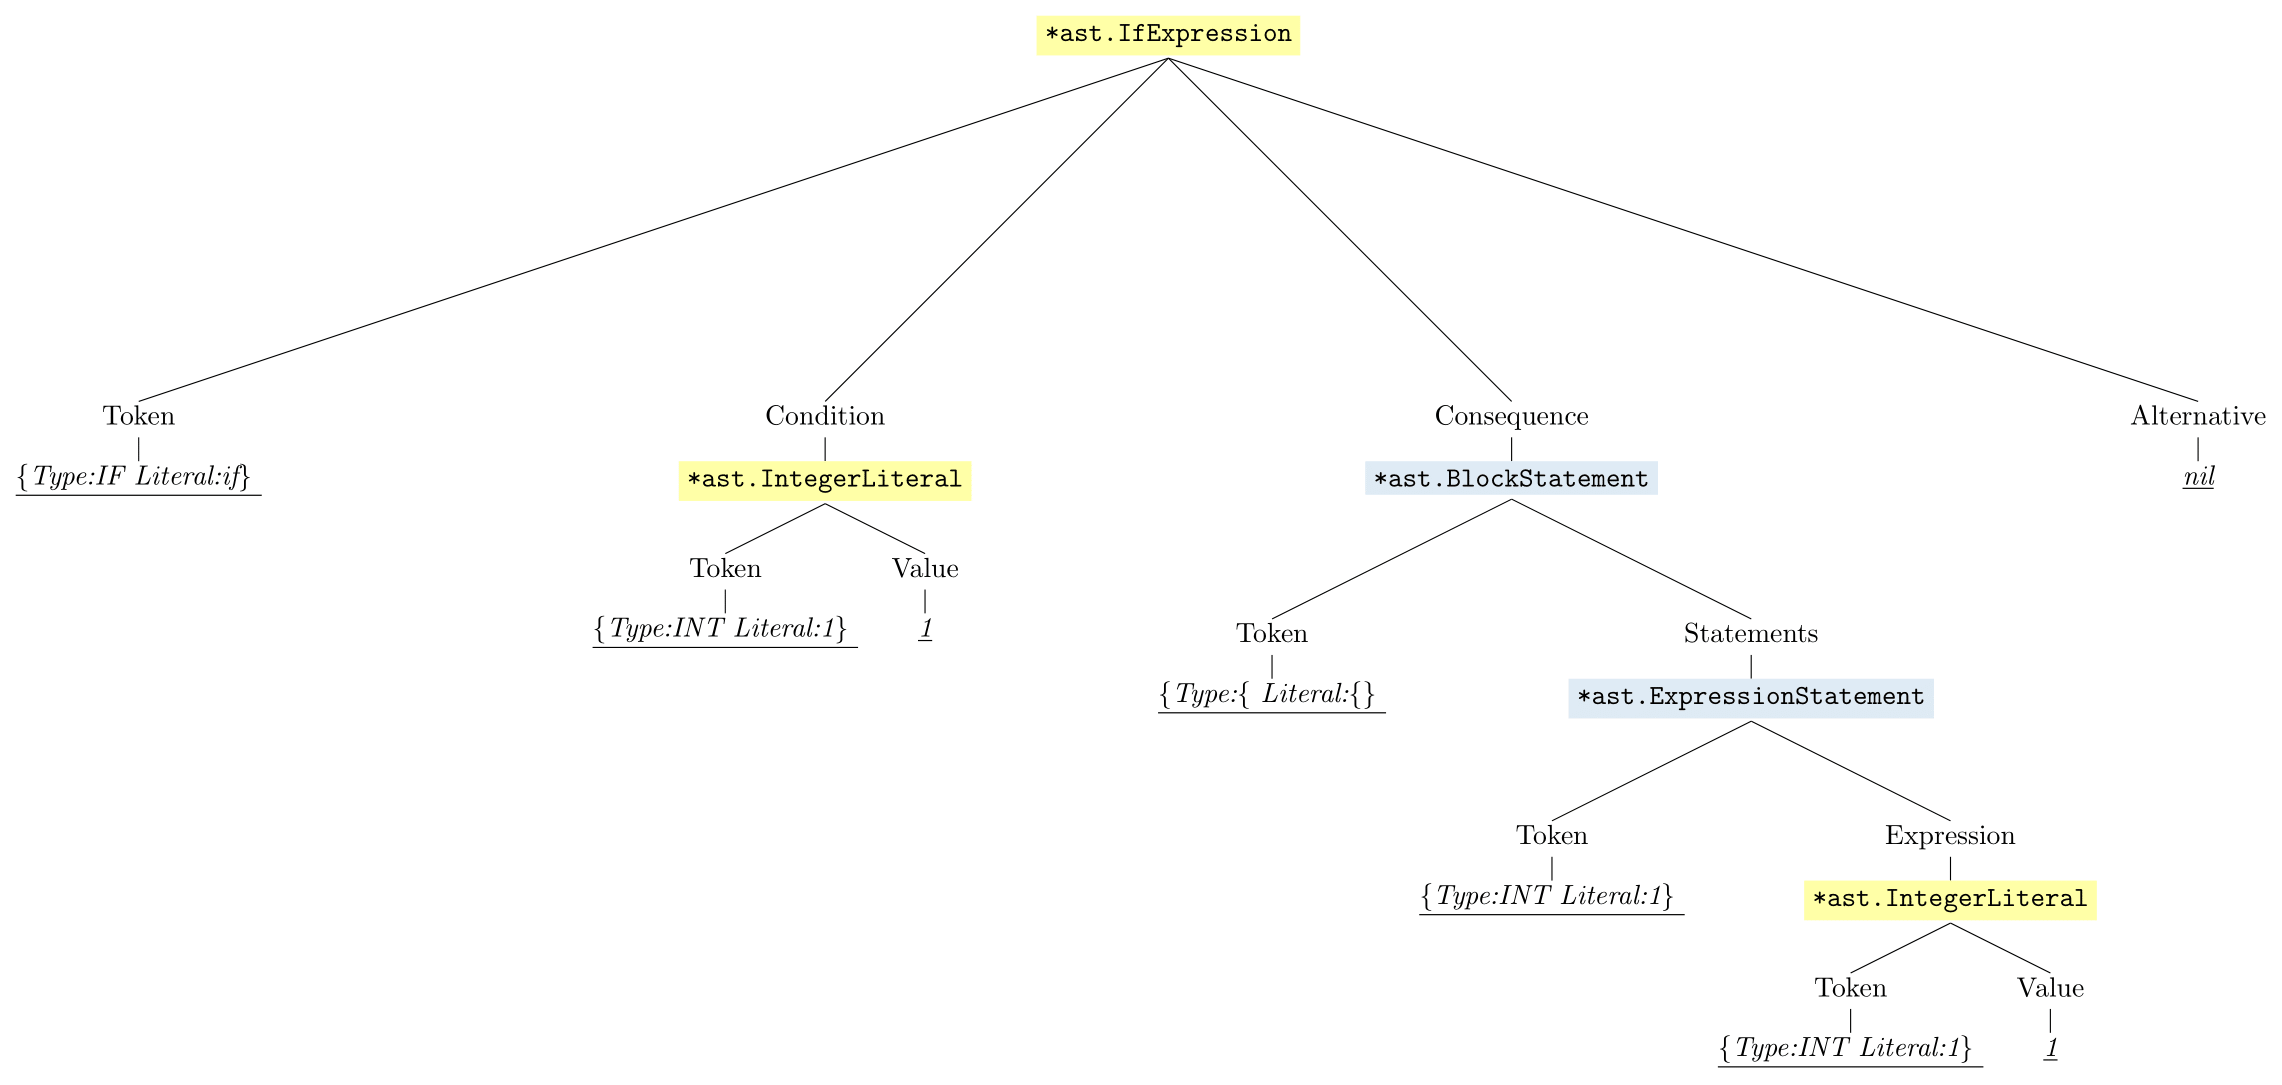 *ast.IfExpression
Token Condition Consequence Alternative
{Type:IF Literal:if} *ast.IntegerLiteral *ast.BlockStatement nil
Token Value
{Type:INT Literal:1} 1
Token Statements
{Type:{ Literal:{} *ast.ExpressionStatement
Token Expression
{Type:INT Literal:1} *ast.IntegerLiteral
Token Value
{Type:INT Literal:1} 1